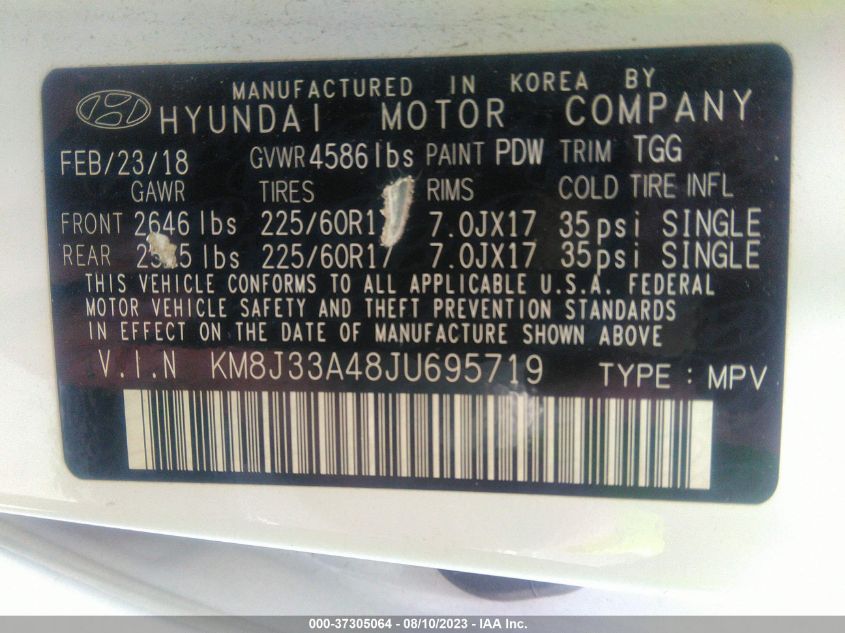 MANUFACTURED IN KOREA BY
HYUNDAI MOTOR COMPANY
FEB/23/18 GVWR 4586 lbs PAINT PDW TRIM TGG
GAWR TIRES RIMS COLD TIRE INFL
FRONT 2646 lbs 7.0JX17 35psi SINGLE
REAR lbs 225/60R17 7.0JX17 35psi SINGLE
THIS VEHICLE CONFORMS TO ALL APPLICABLE U.S.A. FEDERAL
MOTOR VEHICLE SAFETY AND THEFT PREVENTION STANDARDS
IN EFFECT ON THE DATE OF MANUFACTURE SHOWN ABOVE
V.I.N KM8J33A48JU695719 TYPE : MPV
000-37305064 - 08/10/2023 - IAA Inc.